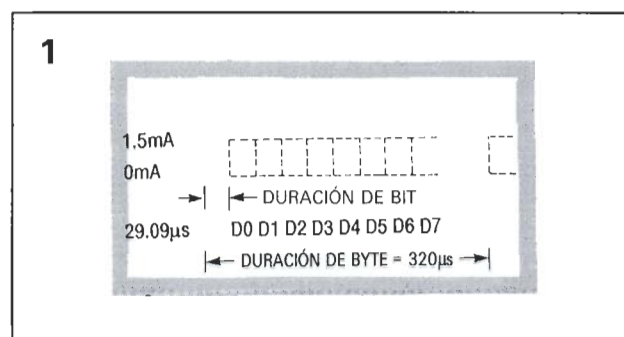 1
1.5mA
0mA
DURACIÓN DE BIT
29.09µs D0 D1 D2 D3 D4 D5 D6 D7
DURACIÓN DE BYTE = 320µs